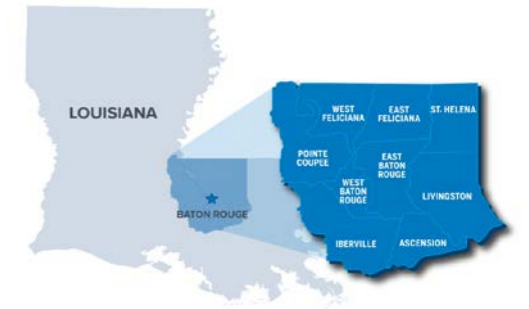 LOUISIANA
BATON ROUGE
WEST
FELICIANA
EAST
FELICIANA
ST. HELENA
POINTE
COUPLE
EAST
BATON
ROUGE
WEST
BATON
ROUGE
LIVINGSTON
IBERVILLE
ASCENSION